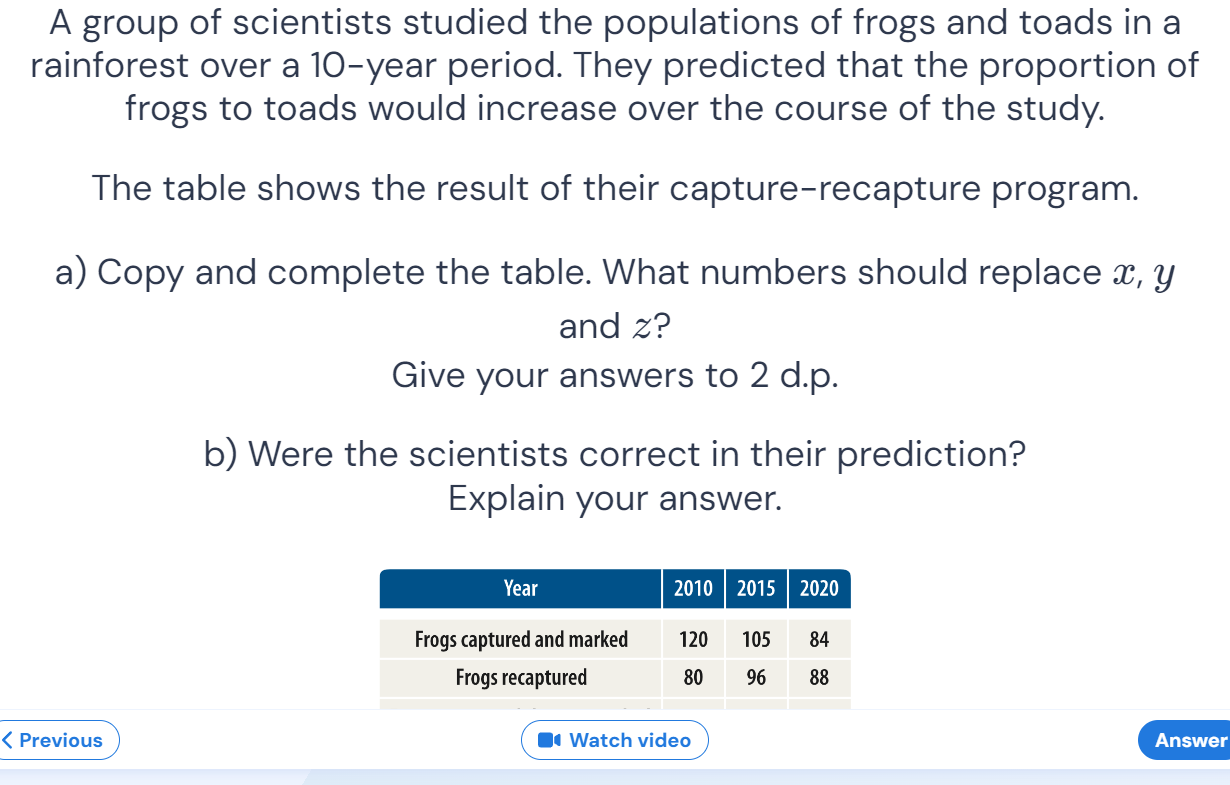 A group of scientists studied the populations of frogs and toads in a
rainforest over a 10-year period. They predicted that the proportion of
frogs to toads would increase over the course of the study.
The table shows the result of their capture-recapture program.
a) Copy and complete the table. What numbers should replace x, y
and z?
Give your answers to 2 d.p.
b) Were the scientists correct in their prediction?
Explain your answer.
Year 2010 2015 2020
Frogs captured and marked 120 105 84
Frogs recaptured 80 96 88
Previous Watch video Answer